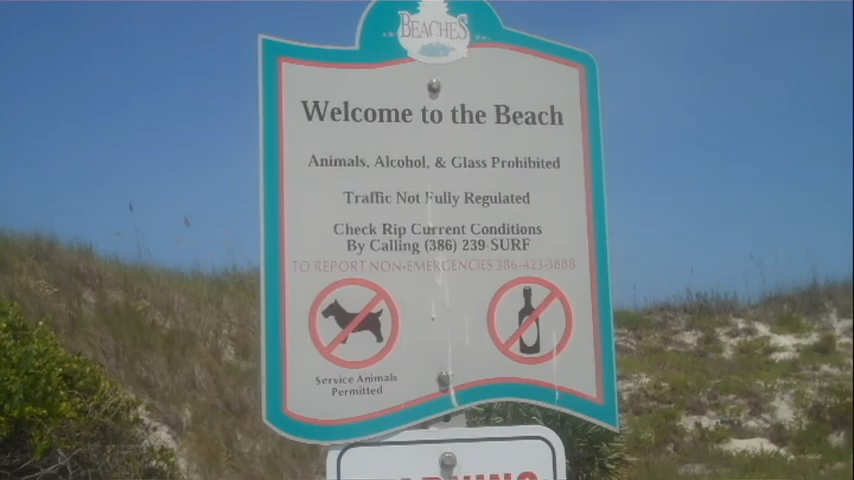 BEACHES
Welcome to the Beach
Animals, Alcohol, & Glass Prohibited
Traffic Not Fully Regulated
Check Rip Current Conditions
By Calling (386) 239-SURF
TO REPORT NON-EMERGENCIES 386-423-3888
Service Animals
Permitted
WARNING